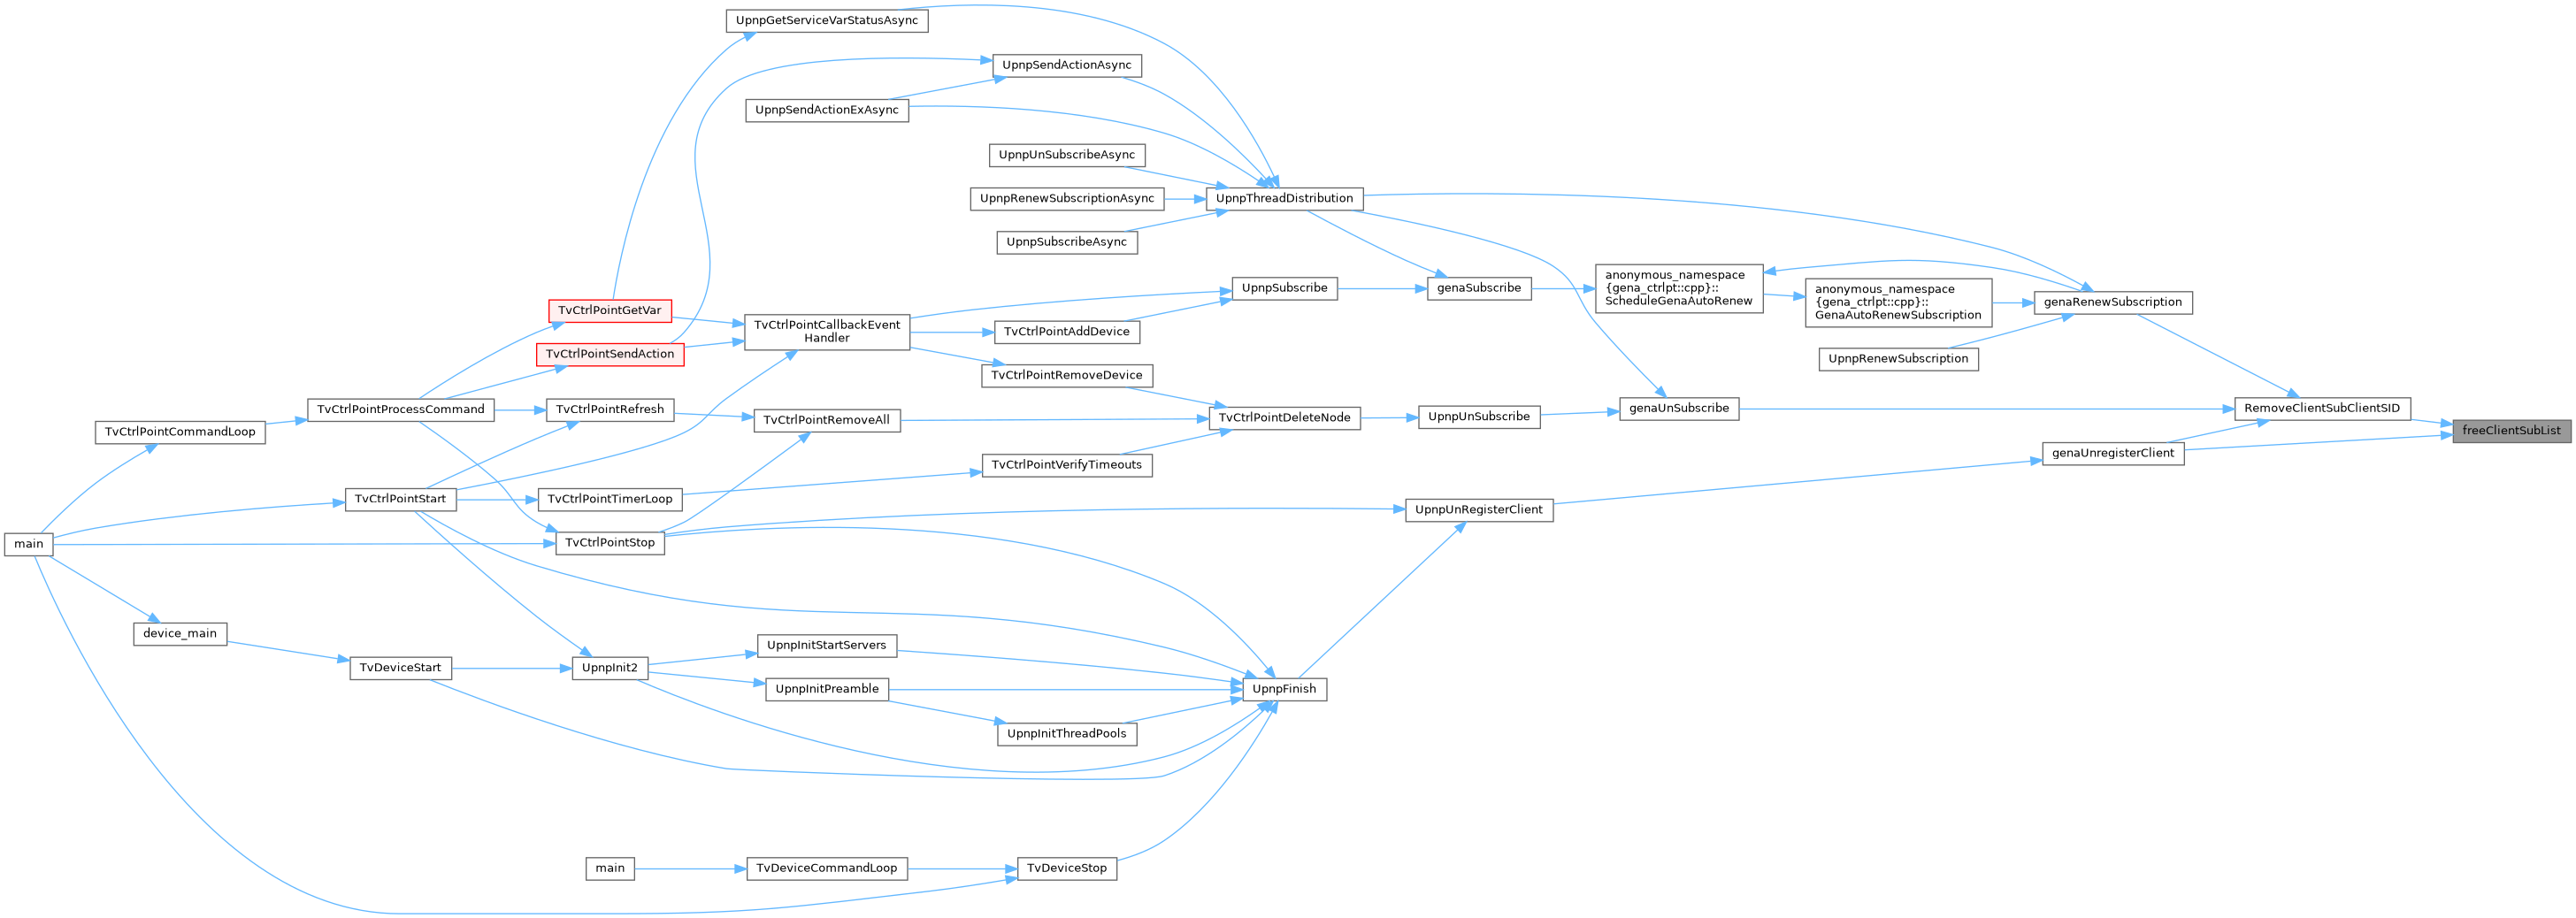 UpnpGetServiceVarStatusAsync
UpnpSendActionAsync
UpnpSendActionExAsync
UpnpUnSubscribeAsync
UpnpRenewSubscriptionAsync
UpnpThreadDistribution
UpnpSubscribeAsync
anonymous_namespace
{gena_ctrlpt::cpp}::
ScheduleGenaAutoRenew
anonymous_namespace
{gena_ctrlpt::cpp}::
GenaAutoRenewSubscription
UpnpSubscribe
genaSubscribe
genaRenewSubscription
TvCtrlPointGetVar
TvCtrlPointCallbackEvent
Handler
TvCtrlPointAddDevice
TvCtrlPointSendAction
UpnpRenewSubscription
TvCtrlPointRemoveDevice
TvCtrlPointProcessCommand
TvCtrlPointRefresh
TvCtrlPointRemoveAll
TvCtrlPointDeleteNode
UpnpUnSubscribe
genaUnSubscribe
RemoveClientSubClientSID
TvCtrlPointCommandLoop
freeClientSubList
genaUnregisterClient
TvCtrlPointVerifyTimeouts
TvCtrlPointStart
TvCtrlPointTimerLoop
UpnpUnRegisterClient
main
TvCtrlPointStop
device_main
UpnpInitStartServers
TvDeviceStart
UpnpInit2
UpnpInitPreamble
UpnpFinish
UpnpInitThreadPools
main
TvDeviceCommandLoop
TvDeviceStop